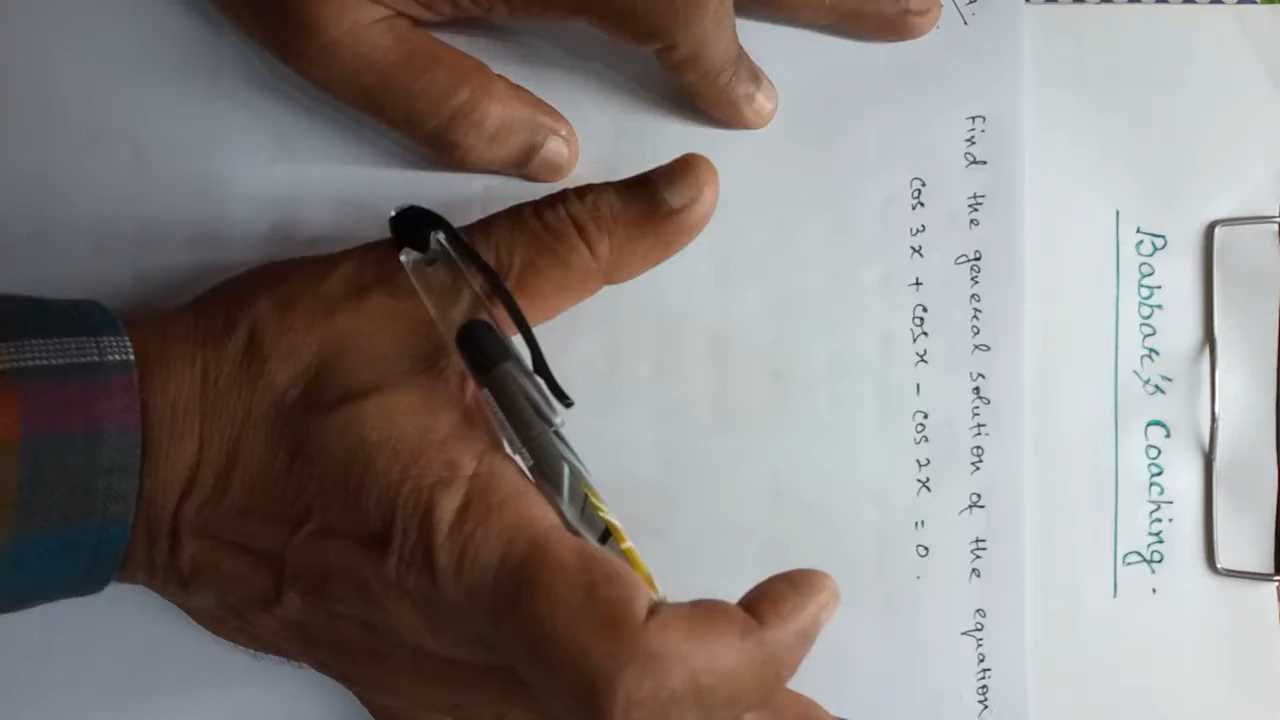 Babbar's Coaching.
Find the general solution of the equation
cos 3x + cos x - cos 2x = 0.